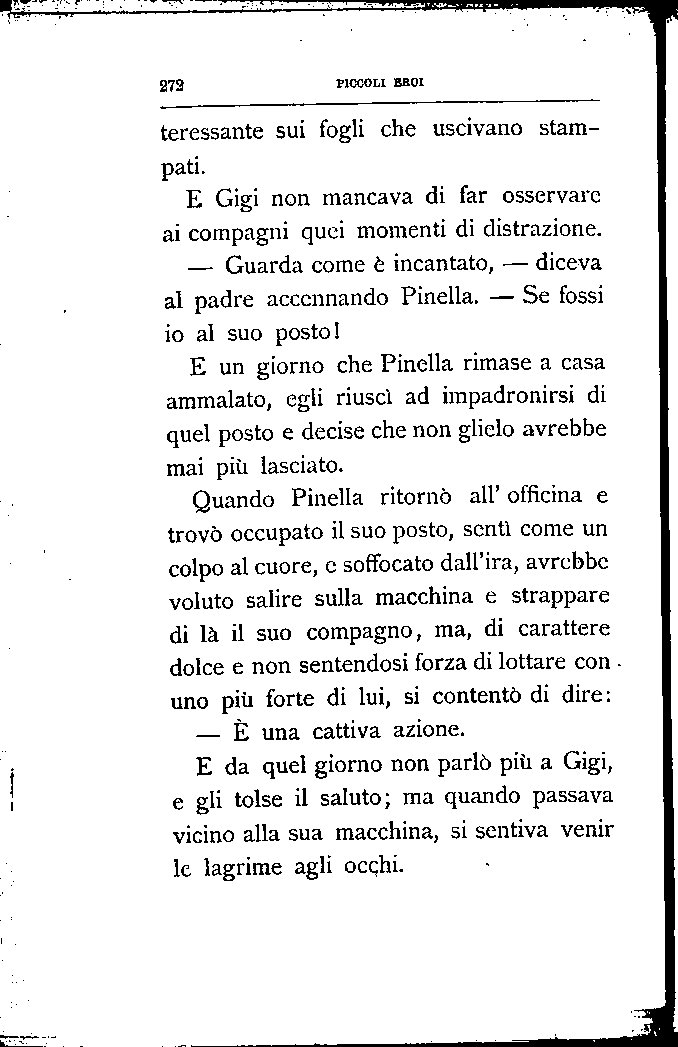 272 PICCOLI EROI
teressante sui fogli che uscivano stam-
pati.
E Gigi non mancava di far osservare
ai compagni quei momenti di distrazione.
— Guarda come è incantato, — diceva
al padre accennando Pinella. — Se fossi
io al suo posto!
E un giorno che Pinella rimase a casa
ammalato, egli riuscì ad impadronirsi di
quel posto e decise che non glielo avrebbe
mai più lasciato.
Quando Pinella ritornò all' officina e
trovò occupato il suo posto, sentì come un
colpo al cuore, e soffocato dall'ira, avrebbe
voluto salire sulla macchina e strappare
di là il suo compagno, ma, di carattere
dolce e non sentendosi forza di lottare con
uno più forte di lui, si contentò di dire:
— È una cattiva azione.
E da quel giorno non parlò più a Gigi,
e gli tolse il saluto; ma quando passava
vicino alla sua macchina, si sentiva venir
le lagrime agli occhi.